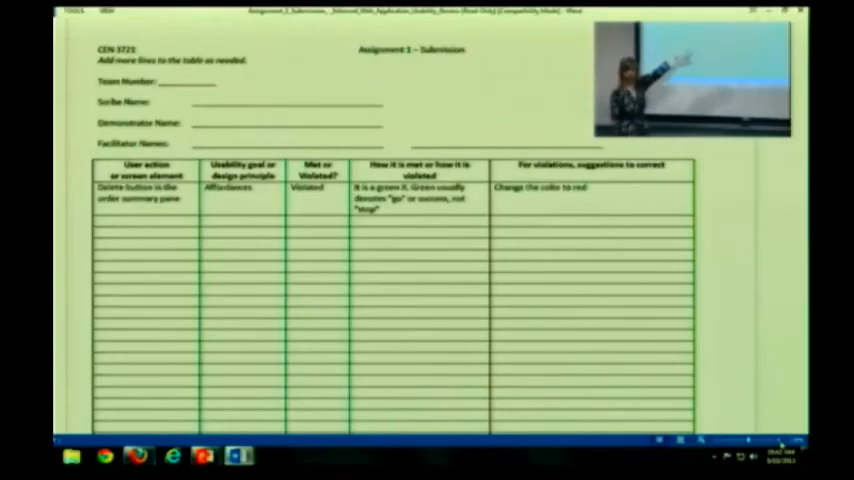 TOOLS VIEW
CEN 3721
Assignment 1 – Submission
Add more lines to the table as needed.
Team Number:
Scribe Name:
Demonstrator Name:
Facilitator Names:
User action or screen element
Usability goal or design principle
Met or Violated?
How it is met or how it is violated
For violations, suggestions to correct
Delete button is the order summary pane
Affordances
Violated
It is a green X. Green usually denotes "go" or success, not "stop"
Change the color to red